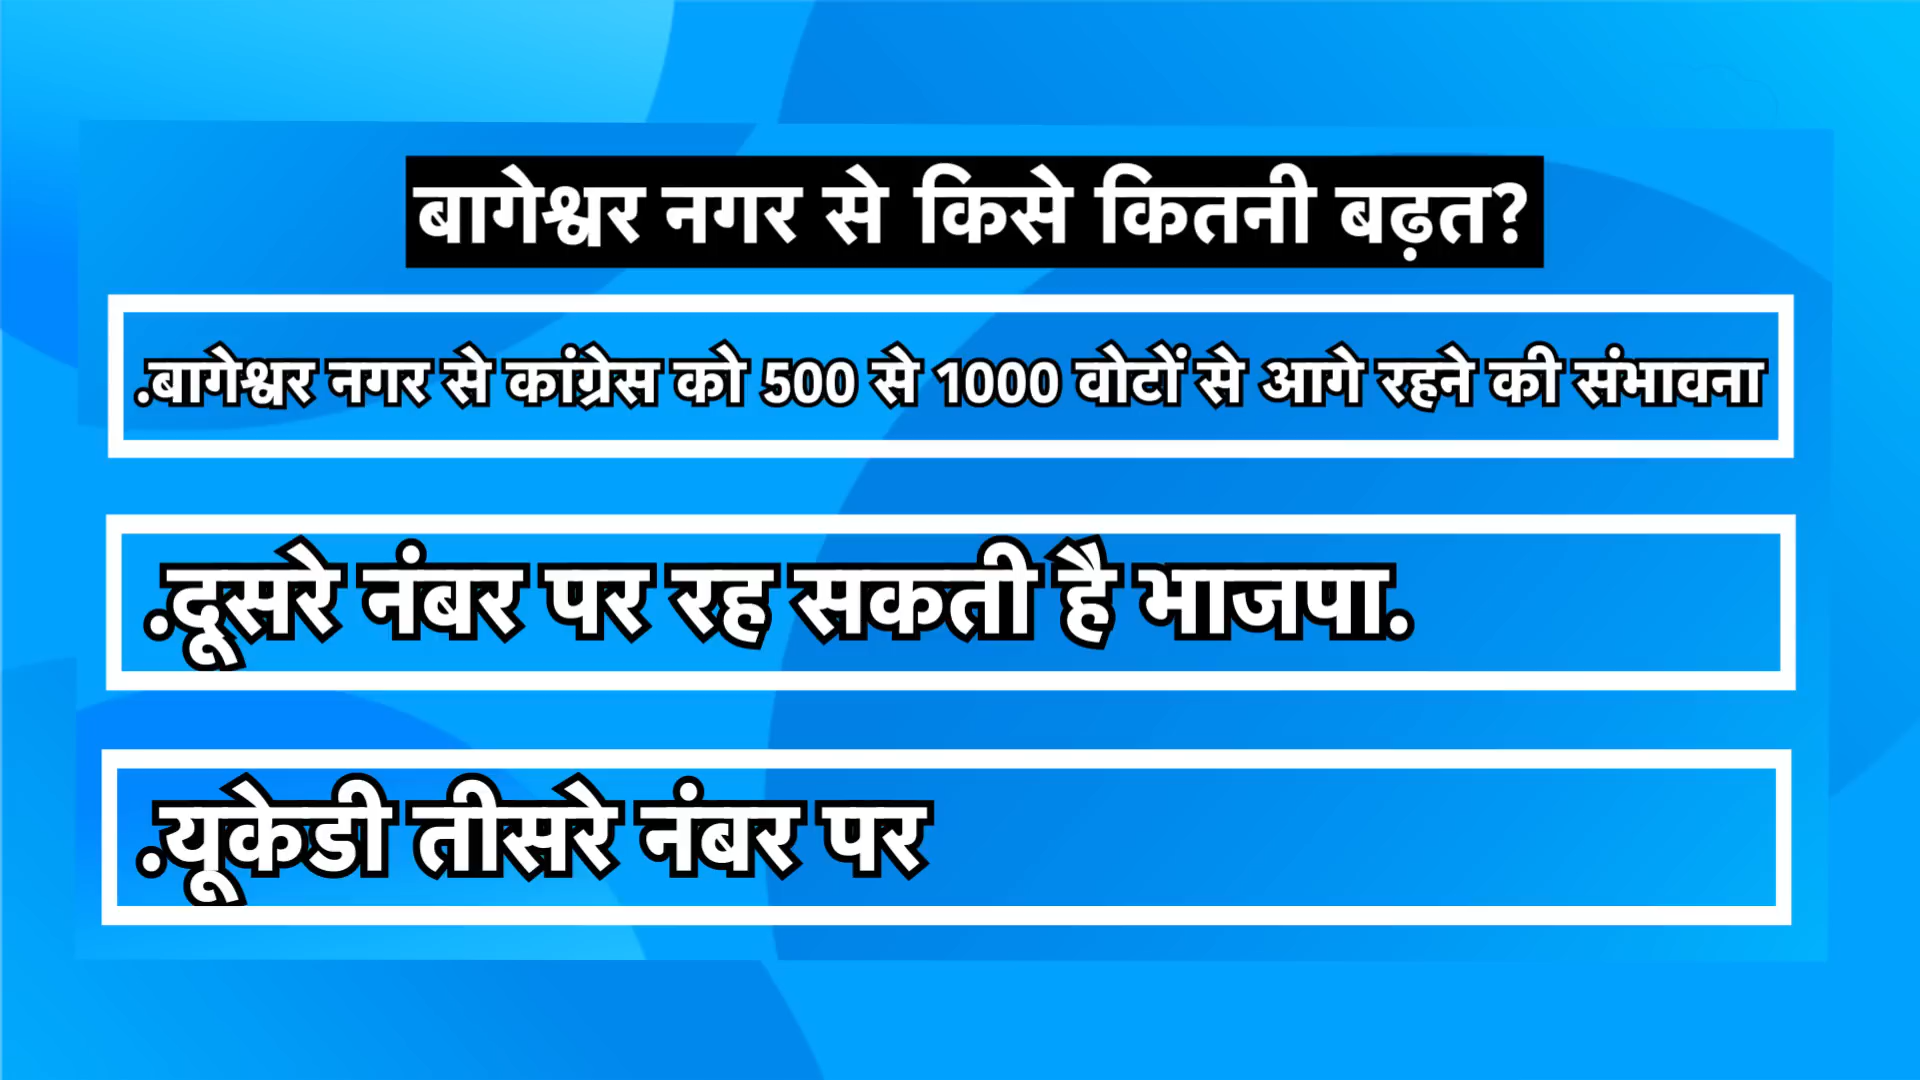 बागेश्वर नगर से किसे कितनी बढ़त?
.बागेश्वर नगर से कांग्रेस को 500 से 1000 वोटों से आगे रहने की संभावना
.दूसरे नंबर पर रह सकती है भाजपा.
.यूकेडी तीसरे नंबर पर